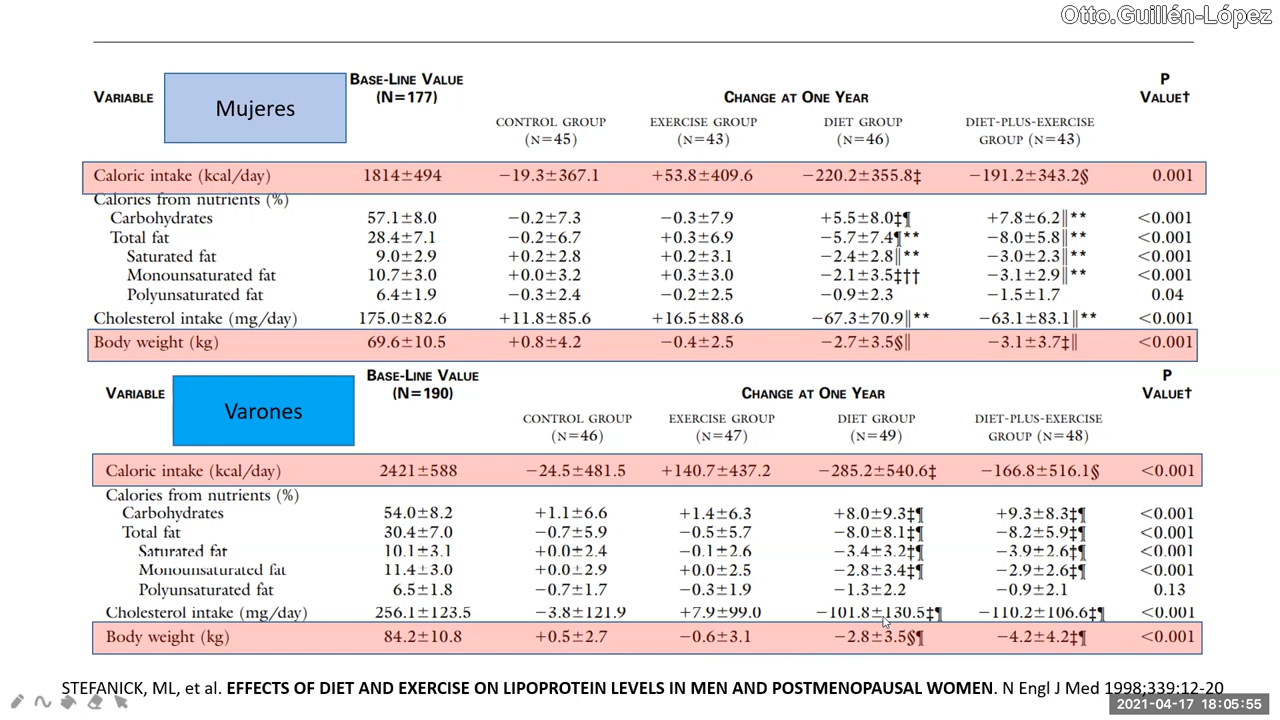 Otto.Guillén-López
VARIABLE Mujeres BASE-LINE VALUE (N=177) CHANGE AT ONE YEAR P VALUE†
CONTROL GROUP (N=45) EXERCISE GROUP (N=43) DIET GROUP (N=46) DIET-PLUS-EXERCISE GROUP (N=43)
Caloric intake (kcal/day) 1814±494 −19.3±367.1 +53.8±409.6 −220.2±355.8‡ −191.2±343.2§ 0.001
Calories from nutrients (%)
Carbohydrates 57.1±8.0 −0.2±7.3 −0.3±7.9 +5.5±8.0‡¶ +7.8±6.2‖** <0.001
Total fat 28.4±7.1 −0.2±6.7 +0.3±6.9 −5.7±7.4¶** −8.0±5.8‖** <0.001
Saturated fat 9.0±2.9 +0.2±2.8 +0.2±3.1 −2.4±2.8‖** −3.0±2.3‖** <0.001
Monounsaturated fat 10.7±3.0 +0.0±3.2 +0.3±3.0 −2.1±3.5‡†† −3.1±2.9‖** <0.001
Polyunsaturated fat 6.4±1.9 −0.3±2.4 −0.2±2.5 −0.9±2.3 −1.5±1.7 0.04
Cholesterol intake (mg/day) 175.0±82.6 +11.8±85.6 +16.5±88.6 −67.3±70.9‖** −63.1±83.1‖** <0.001
Body weight (kg) 69.6±10.5 +0.8±4.2 −0.4±2.5 −2.7±3.5§‖ −3.1±3.7‡‖ <0.001
VARIABLE Varones BASE-LINE VALUE (N=190) CHANGE AT ONE YEAR P VALUE†
CONTROL GROUP (N=46) EXERCISE GROUP (N=47) DIET GROUP (N=49) DIET-PLUS-EXERCISE GROUP (N=48)
Caloric intake (kcal/day) 2421±588 −24.5±481.5 +140.7±437.2 −285.2±540.6‡ −166.8±516.1§ <0.001
Calories from nutrients (%)
Carbohydrates 54.0±8.2 +1.1±6.6 +1.4±6.3 +8.0±9.3‡¶ +9.3±8.3‡¶ <0.001
Total fat 30.4±7.0 −0.7±5.9 −0.5±5.7 −8.0±8.1‡¶ −8.2±5.9‡¶ <0.001
Saturated fat 10.1±3.1 +0.0±2.4 −0.1±2.6 −3.4±3.2‡¶ −3.9±2.6‡¶ <0.001
Monounsaturated fat 11.4±3.0 +0.0±2.9 +0.0±2.5 −2.8±3.4‡¶ −2.9±2.6‡¶ <0.001
Polyunsaturated fat 6.5±1.8 −0.7±1.7 −0.3±1.9 −1.3±2.2 −0.9±2.1 0.13
Cholesterol intake (mg/day) 256.1±123.5 −3.8±121.9 +7.9±99.0 −101.8±130.5‡¶ −110.2±106.6‡¶ <0.001
Body weight (kg) 84.2±10.8 +0.5±2.7 −0.6±3.1 −2.8±3.5§¶ −4.2±4.2‡¶ <0.001
STEFANICK, ML, et al. EFFECTS OF DIET AND EXERCISE ON LIPOPROTEIN LEVELS IN MEN AND POSTMENOPAUSAL WOMEN. N Engl J Med 1998;339:12-20
2021-04-17 18:05:55